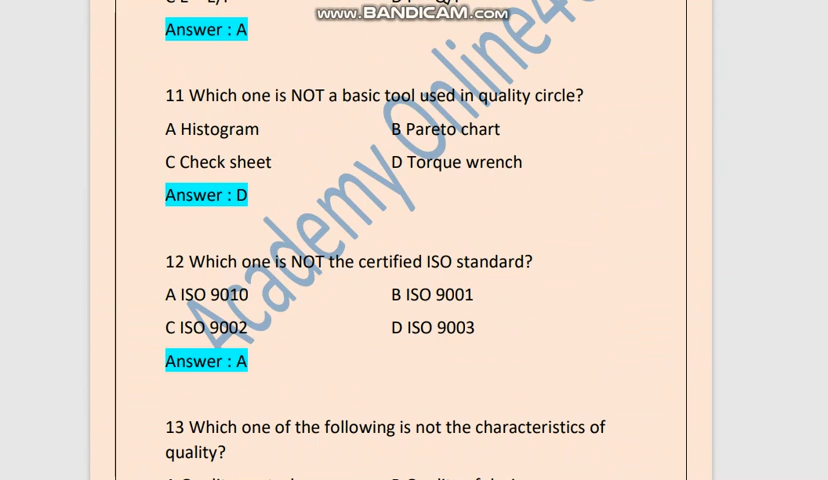 www.BANDICAM.com
Answer : A
11 Which one is NOT a basic tool used in quality circle?
A Histogram B Pareto chart
C Check sheet D Torque wrench
Answer : D
12 Which one is NOT the certified ISO standard?
A ISO 9010 B ISO 9001
C ISO 9002 D ISO 9003
Answer : A
13 Which one of the following is not the characteristics of
quality?
Academy Online4